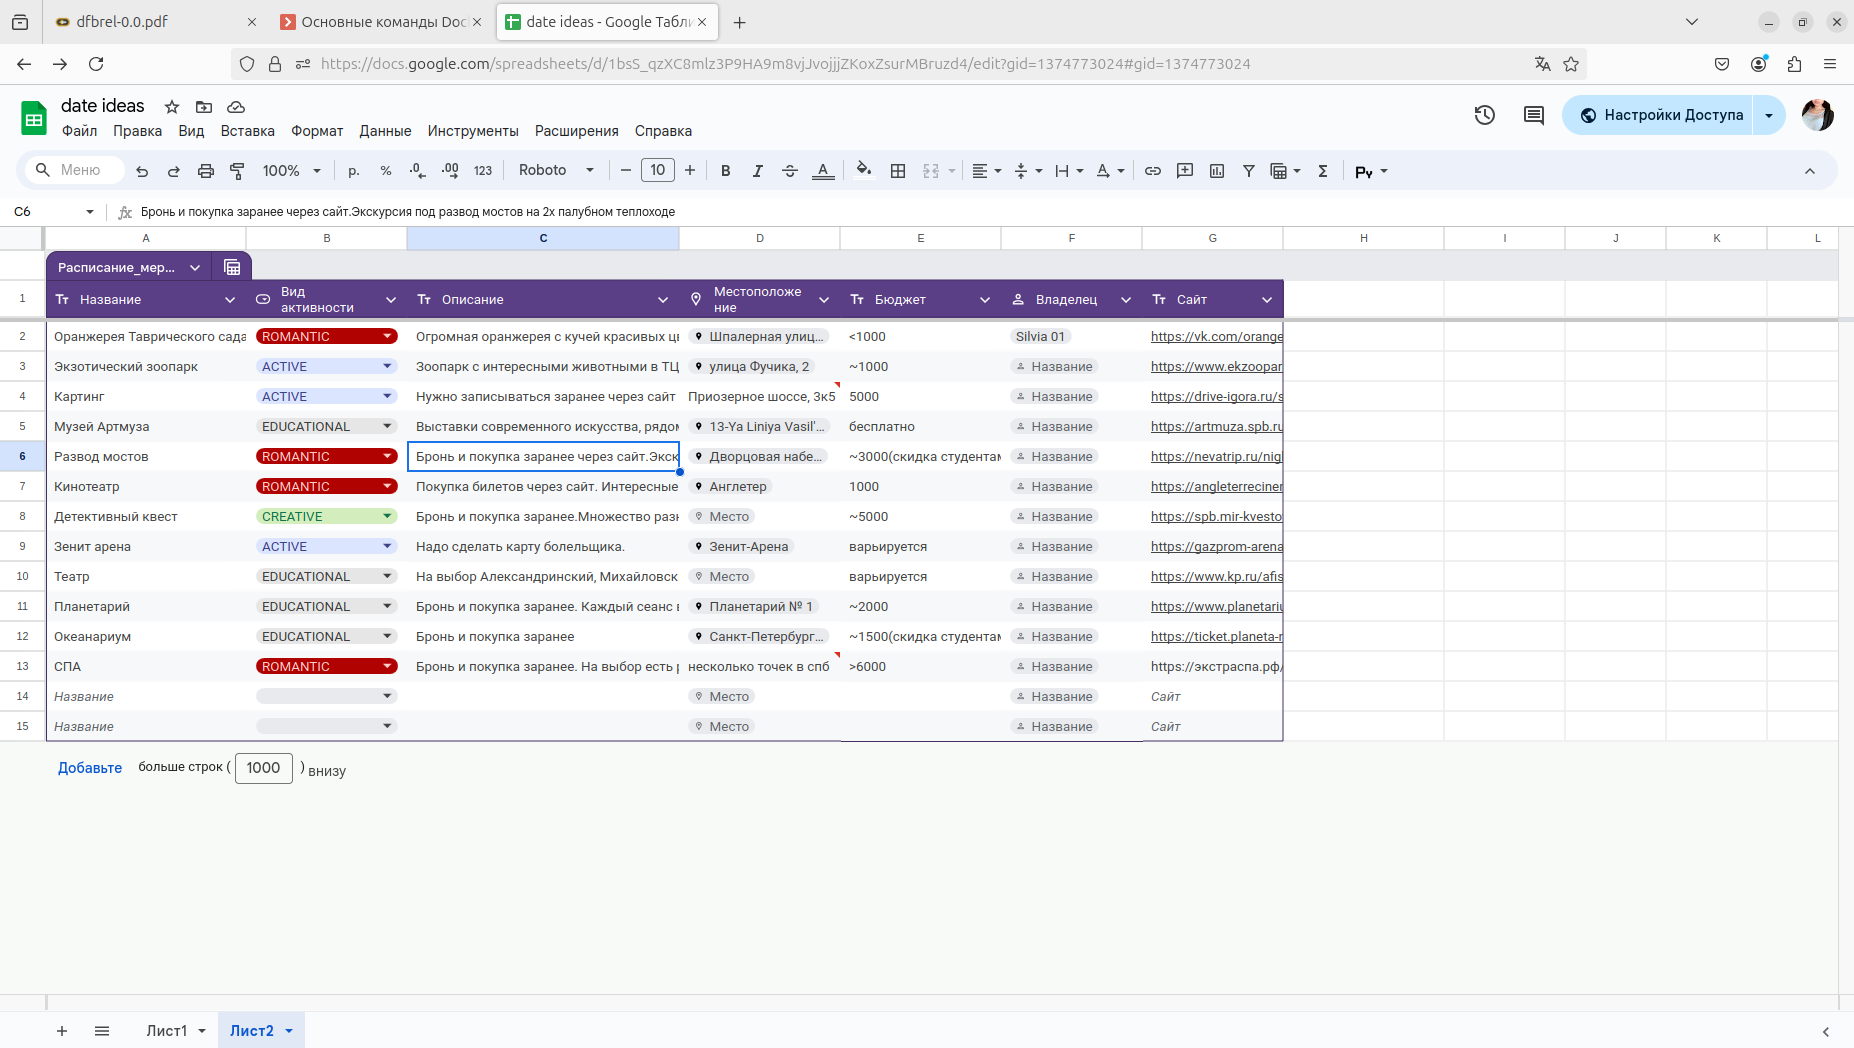 dfbrel-0.0.pdf
Основные команды Doc
date ideas - Google Табли
https://docs.google.com/spreadsheets/d/1bsS_qzXC8mlz3P9HA9m8vjJvojjjZKoxZsurMBruzd4/edit?gid=1374773024#gid=1374773024
date ideas
Файл Правка Вид Вставка Формат Данные Инструменты Расширения Справка
Настройки Доступа
Меню 100% р. % .0 .00 123 Roboto 10 B I A
C6 Бронь и покупка заранее через сайт.Экскурсия под развод мостов на 2х палубном теплоходе
A B C D E F G H I J K L
Расписание_мер...
1 Название Вид активности Описание Местоположение Бюджет Владелец Сайт
2 Оранжерея Таврического сада ROMANTIC Огромная оранжерея с кучей красивых Шпалерная улиц... <1000 Silvia 01 https://vk.com/orange
3 Экзотический зоопарк ACTIVE Зоопарк с интересными животными в ТЦ улица Фучика, 2 ~1000 Название https://www.ekzoopar
4 Картинг ACTIVE Нужно записываться заранее через сайт Приозерное шоссе, 3к5 5000 Название https://drive-igora.ru/s
5 Музей Артмуза EDUCATIONAL Выставки современного искусства, рядом 13-Ya Liniya Vasil'... бесплатно Название https://artmuza.spb.ru
6 Развод мостов ROMANTIC Бронь и покупка заранее через сайт.Экск Дворцовая набе... ~3000(скидка студентам Название https://nevatrip.ru/nigl
7 Кинотеатр ROMANTIC Покупка билетов через сайт. Интересные Англетер 1000 Название https://angleterrecinem
8 Детективный квест CREATIVE Бронь и покупка заранее.Множество разн Место ~5000 Название https://spb.mir-kvesto
9 Зенит арена ACTIVE Надо сделать карту болельщика. Зенит-Арена варьируется Название https://gazprom-arena
10 Театр EDUCATIONAL На выбор Александринский, Михайловск Место варьируется Название https://www.kp.ru/afis
11 Планетарий EDUCATIONAL Бронь и покупка заранее. Каждый сеанс Планетарий № 1 ~2000 Название https://www.planetariu
12 Океанариум EDUCATIONAL Бронь и покупка заранее Санкт-Петербург... ~1500(скидка студентам Название https://ticket.planeta-r
13 СПА ROMANTIC Бронь и покупка заранее. На выбор есть несколько точек в спб >6000 Название https://экстраспа.рф/
14 Название Место Название Сайт
15 Название Место Название Сайт
Добавьте больше строк ( 1000 ) внизу
Лист1 Лист2